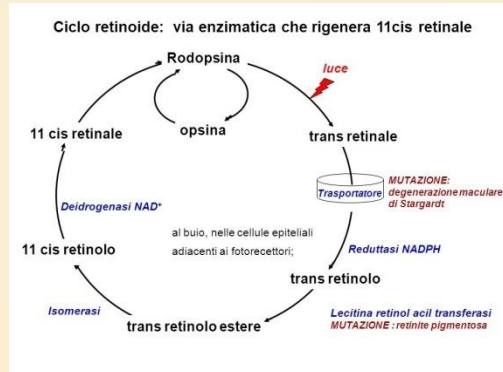 Ciclo retinoide: via enzimatica che rigenera 11cis retinale
Rodopsina
luce
opsina
11 cis retinale
trans retinale
Trasportatore
MUTAZIONE:
degenerazione maculare
di Stargardt
Deidrogenasi NAD⁺
al buio, nelle cellule epiteliali
adiacenti ai fotorecettori;
11 cis retinolo
Reduttasi NADPH
trans retinolo
Isomerasi
trans retinolo estere
Lecitina retinol acil transferasi
MUTAZIONE : retinite pigmentosa